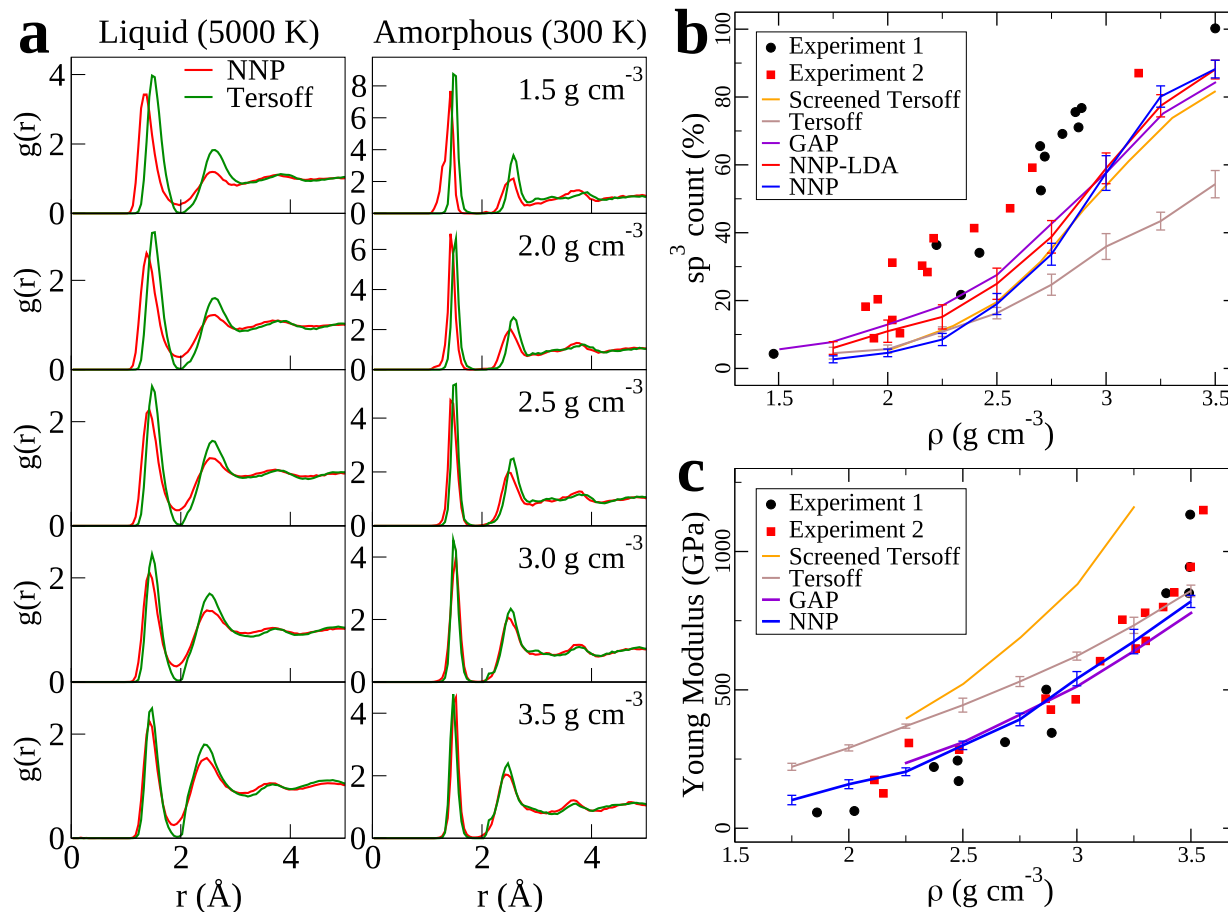 a
Liquid (5000 K)
Amorphous (300 K)
NNP
Tersoff
1.5 g cm⁻³
2.0 g cm⁻³
2.5 g cm⁻³
3.0 g cm⁻³
3.5 g cm⁻³
g(r)
g(r)
g(r)
g(r)
g(r)
4
2
0
2
0
2
0
2
0
2
0
8
6
4
2
0
6
4
2
0
4
2
0
4
2
0
4
2
0
0 2 4
0 2 4
r (Å)
r (Å)
b
Experiment 1
Experiment 2
Screened Tersoff
Tersoff
GAP
NNP-LDA
NNP
sp³ count (%)
100
80
60
40
20
0
1.5 2 2.5 3 3.5
ρ (g cm⁻³)
c
Experiment 1
Experiment 2
Screened Tersoff
Tersoff
GAP
NNP
Young Modulus (GPa)
1000
500
0
1.5 2 2.5 3 3.5
ρ (g cm⁻³)